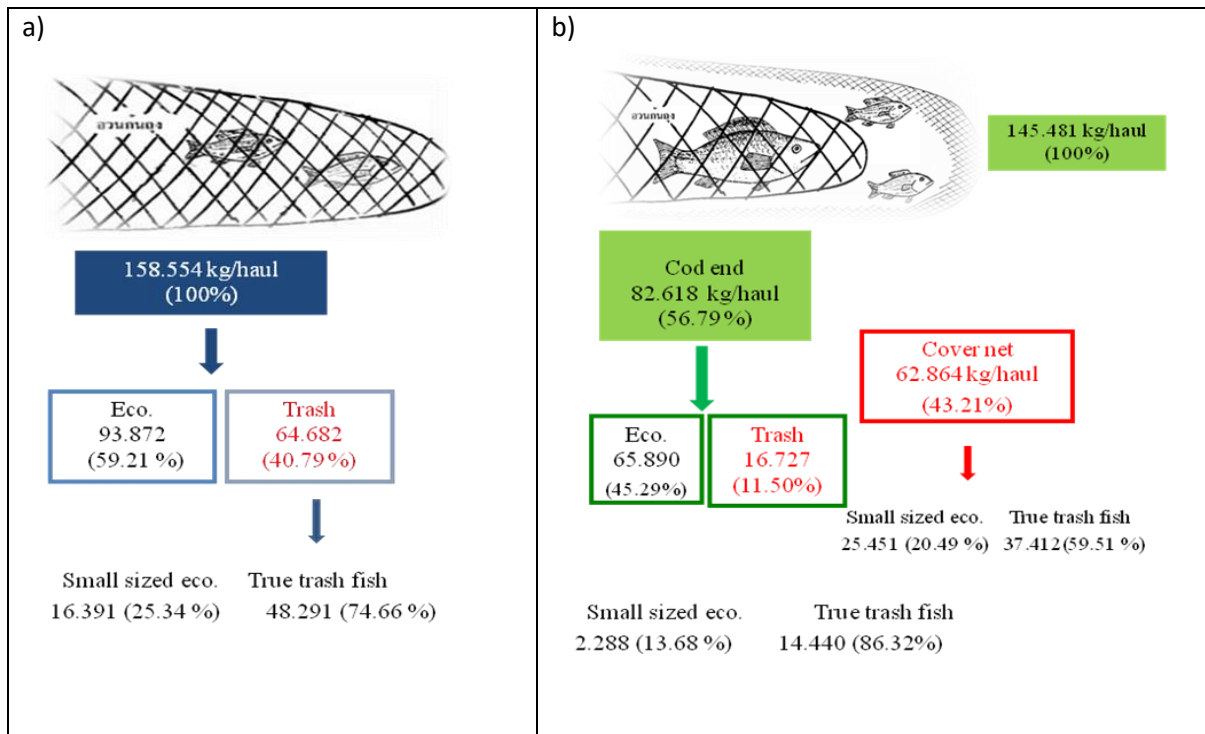 a)
อวนก้นถุง
158.554 kg/haul
(100%)
Eco.
93.872
(59.21 %)
Trash
64.682
(40.79 %)
Small sized eco.
16.391 (25.34 %)
True trash fish
48.291 (74.66 %)
b)
อวนก้นถุง
145.481 kg/haul
(100%)
Cod end
82.618 kg/haul
(56.79 %)
Cover net
62.864 kg/haul
(43.21%)
Eco.
65.890
(45.29%)
Trash
16.727
(11.50%)
Small sized eco.
25.451 (20.49 %)
True trash fish
37.412(59.51 %)
Small sized eco.
2.288 (13.68 %)
True trash fish
14.440 (86.32%)